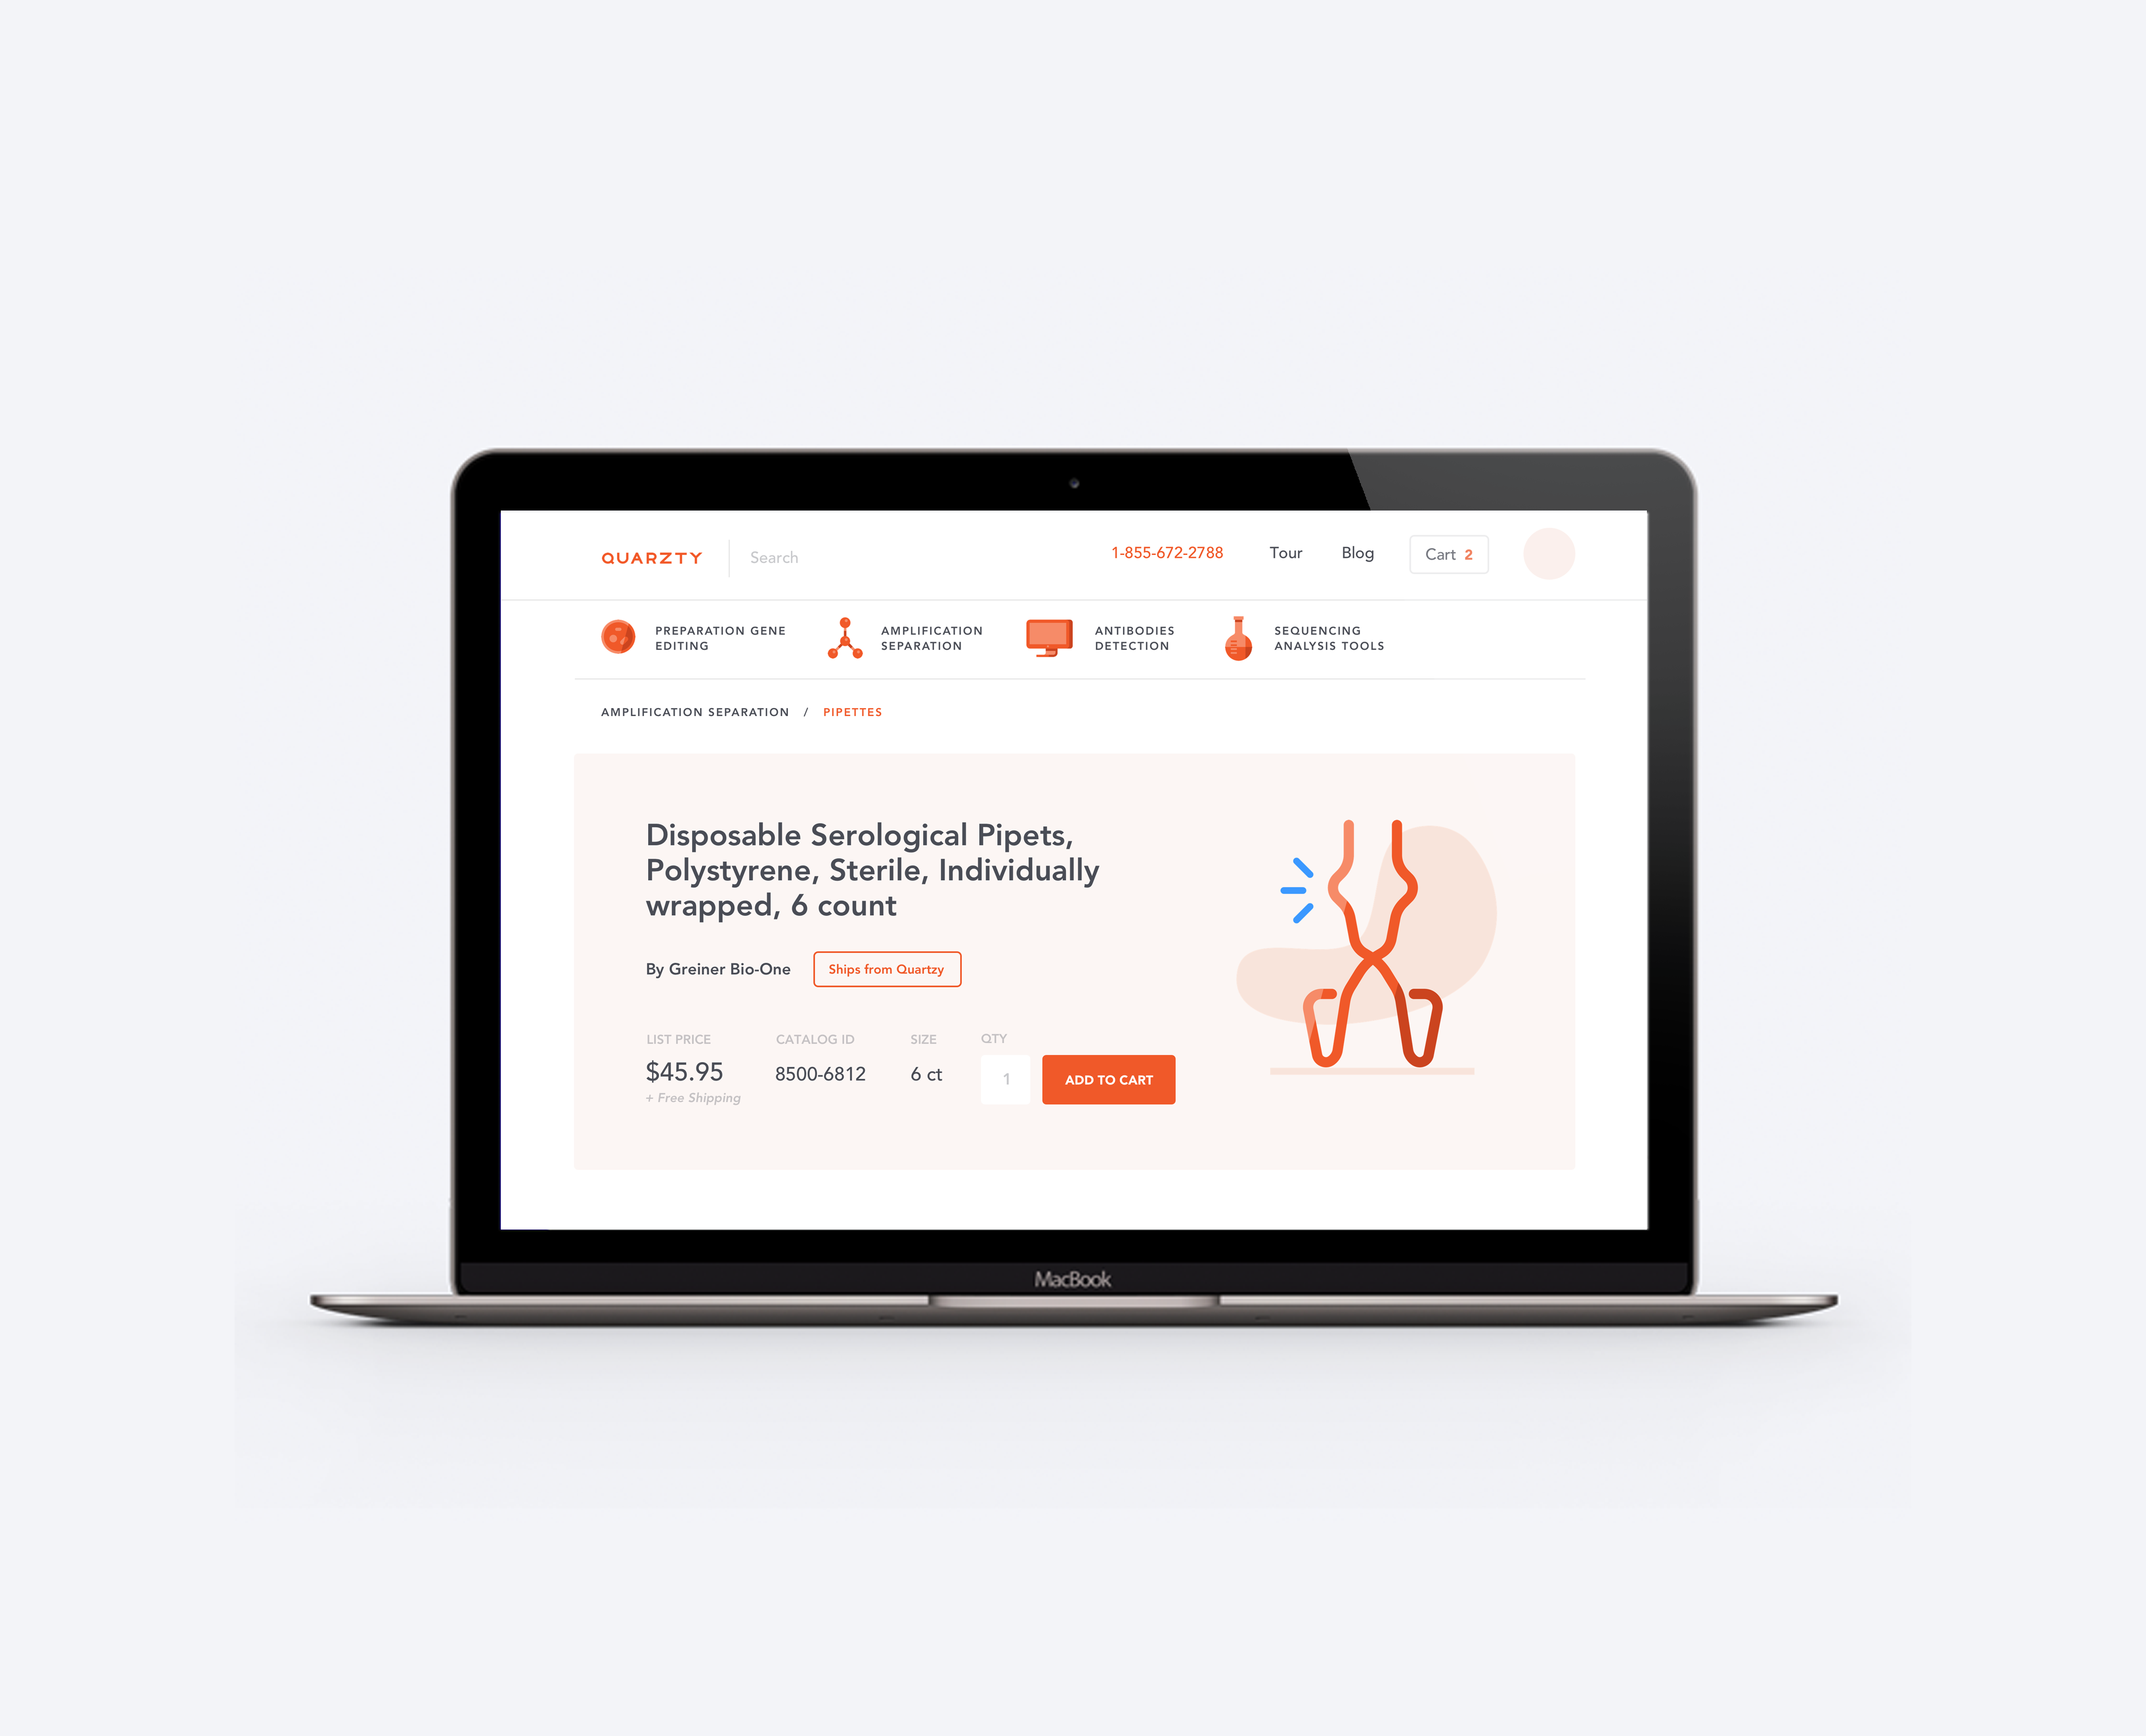 QUARZTY
Search
1-855-672-2788
Tour
Blog
Cart 2
PREPARATION GENE
EDITING
AMPLIFICATION
SEPARATION
ANTIBODIES
DETECTION
SEQUENCING
ANALYSIS TOOLS
AMPLIFICATION SEPARATION / PIPETTES
Disposable Serological Pipets,
Polystyrene, Sterile, Individually
wrapped, 6 count
By Greiner Bio-One
Ships from Quartzy
LIST PRICE
$45.95
+ Free Shipping
CATALOG ID
8500-6812
SIZE
6 ct
QTY
1
ADD TO CART
MacBook